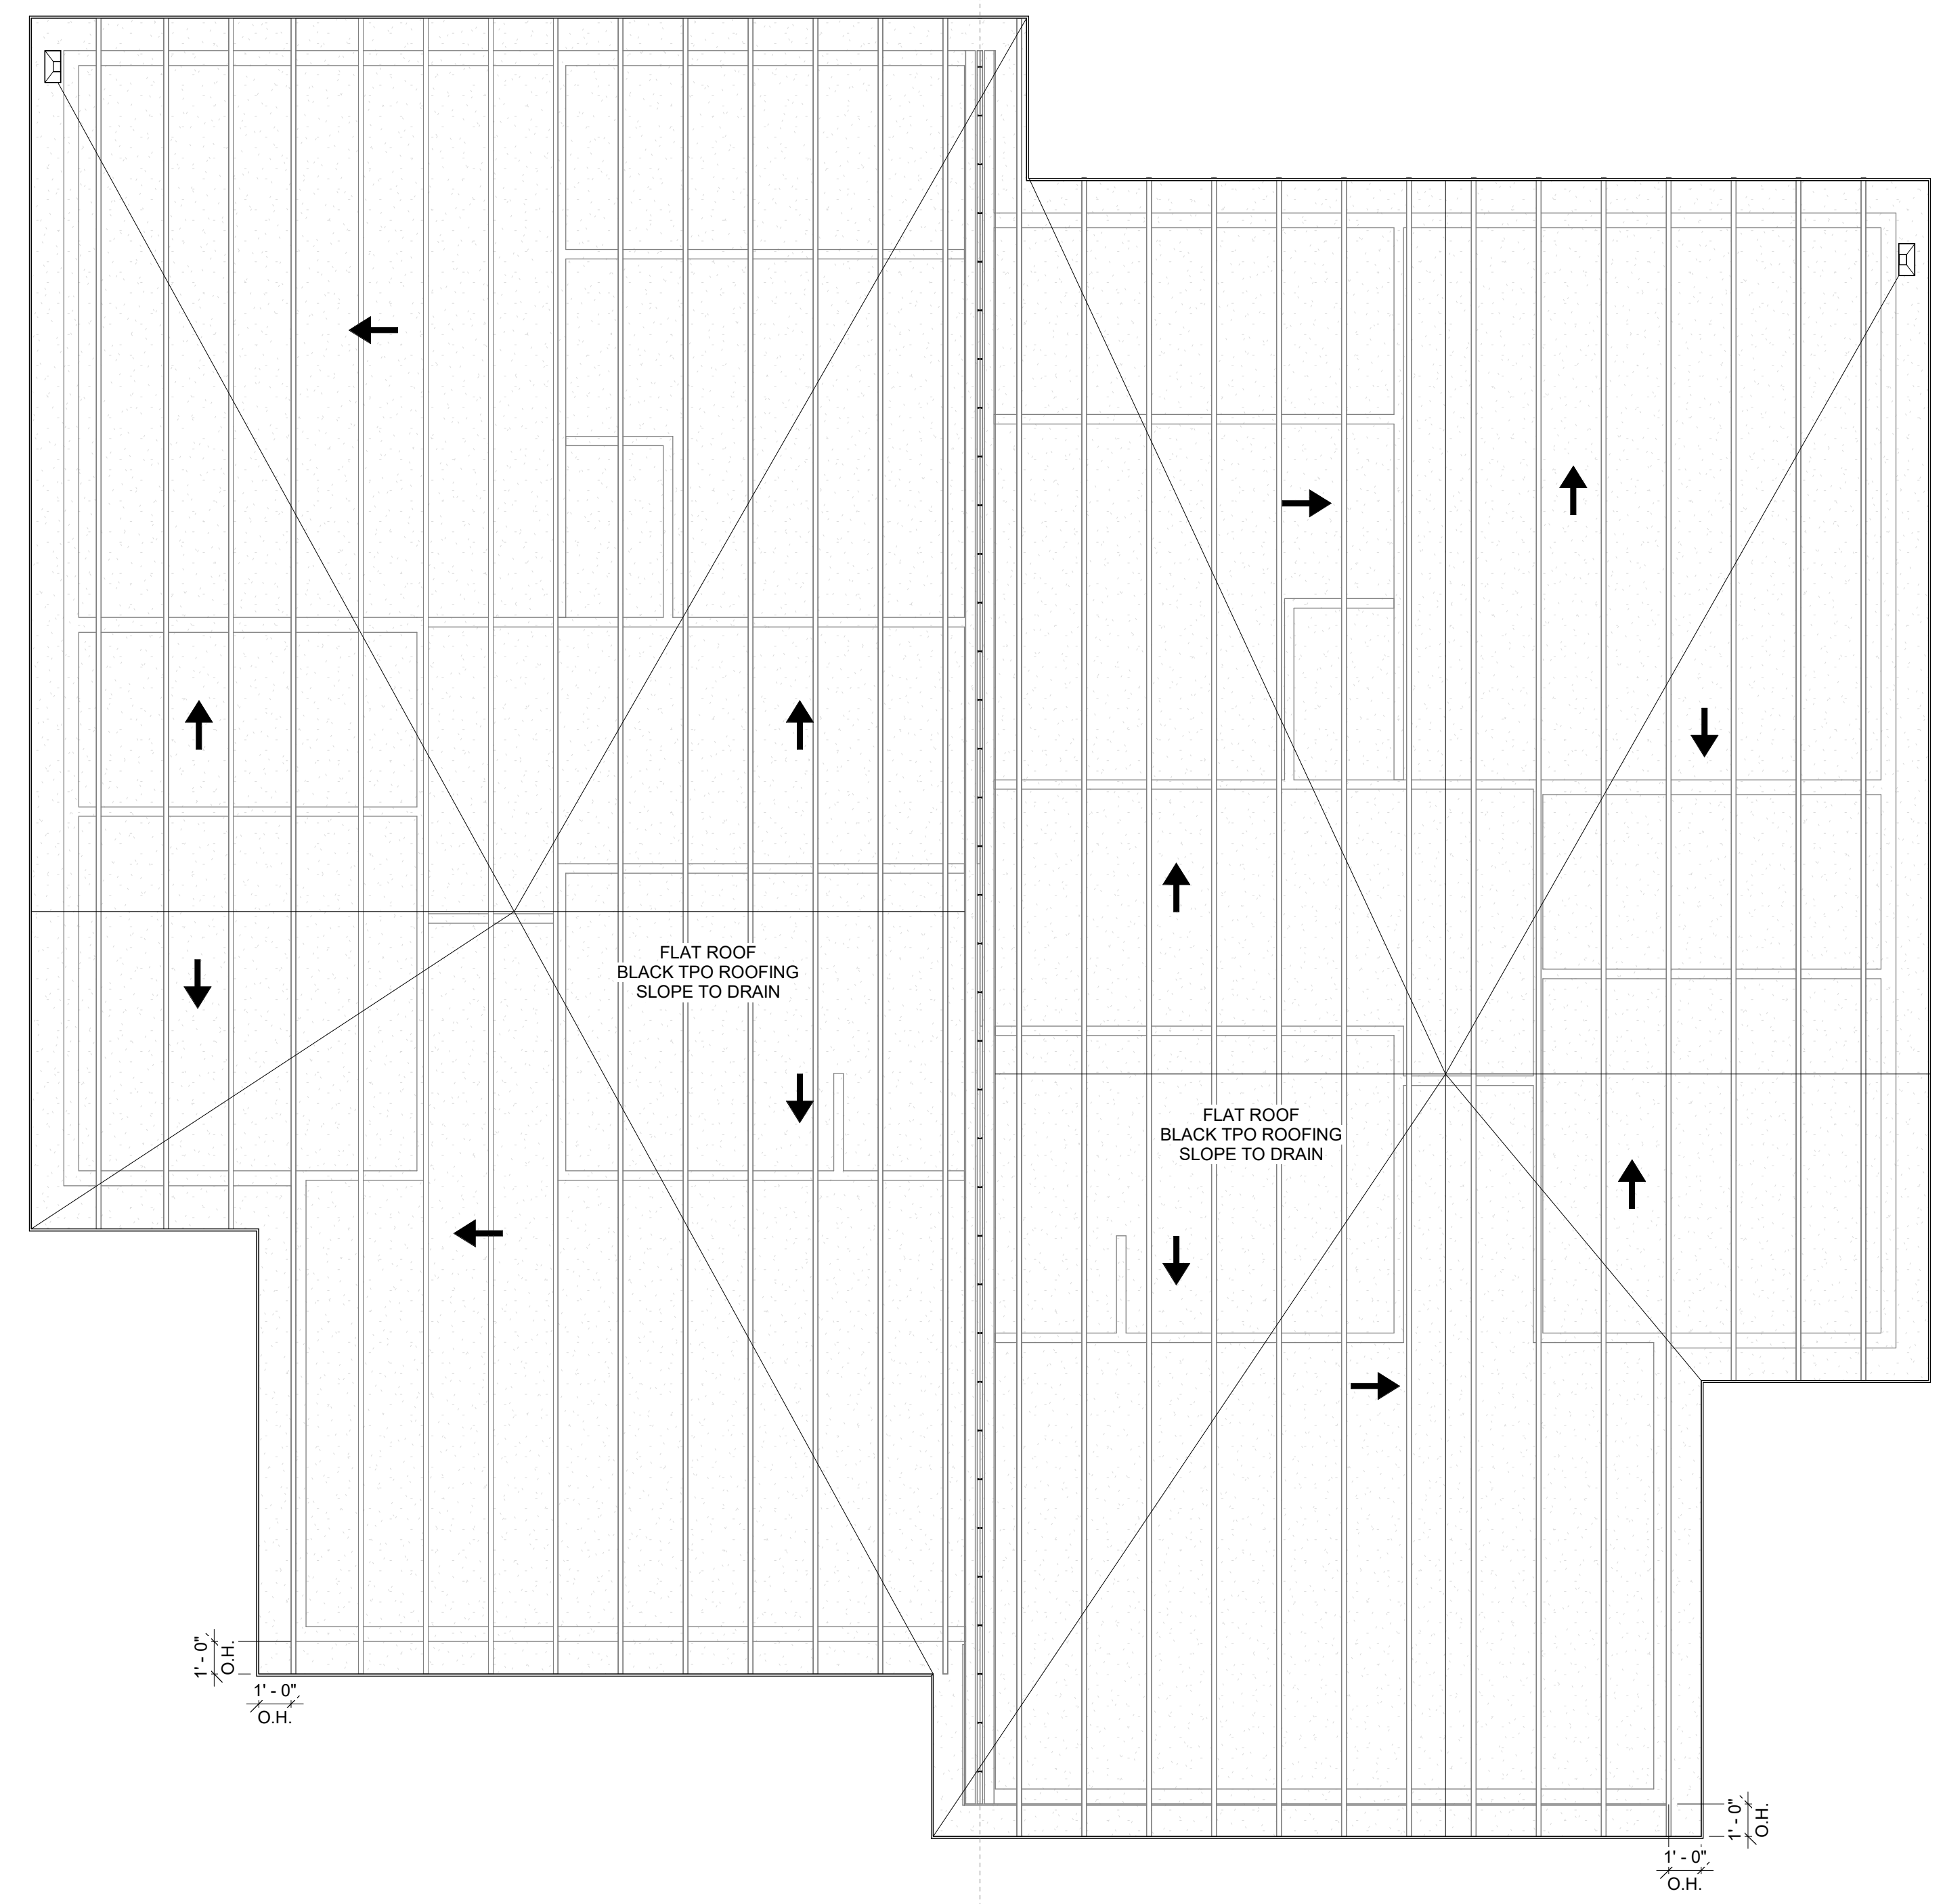 FLAT ROOF
BLACK TPO ROOFING
SLOPE TO DRAIN
FLAT ROOF
BLACK TPO ROOFING
SLOPE TO DRAIN
1' - 0"
O.H.
1' - 0"
O.H.
1' - 0"
O.H.
1' - 0"
O.H.